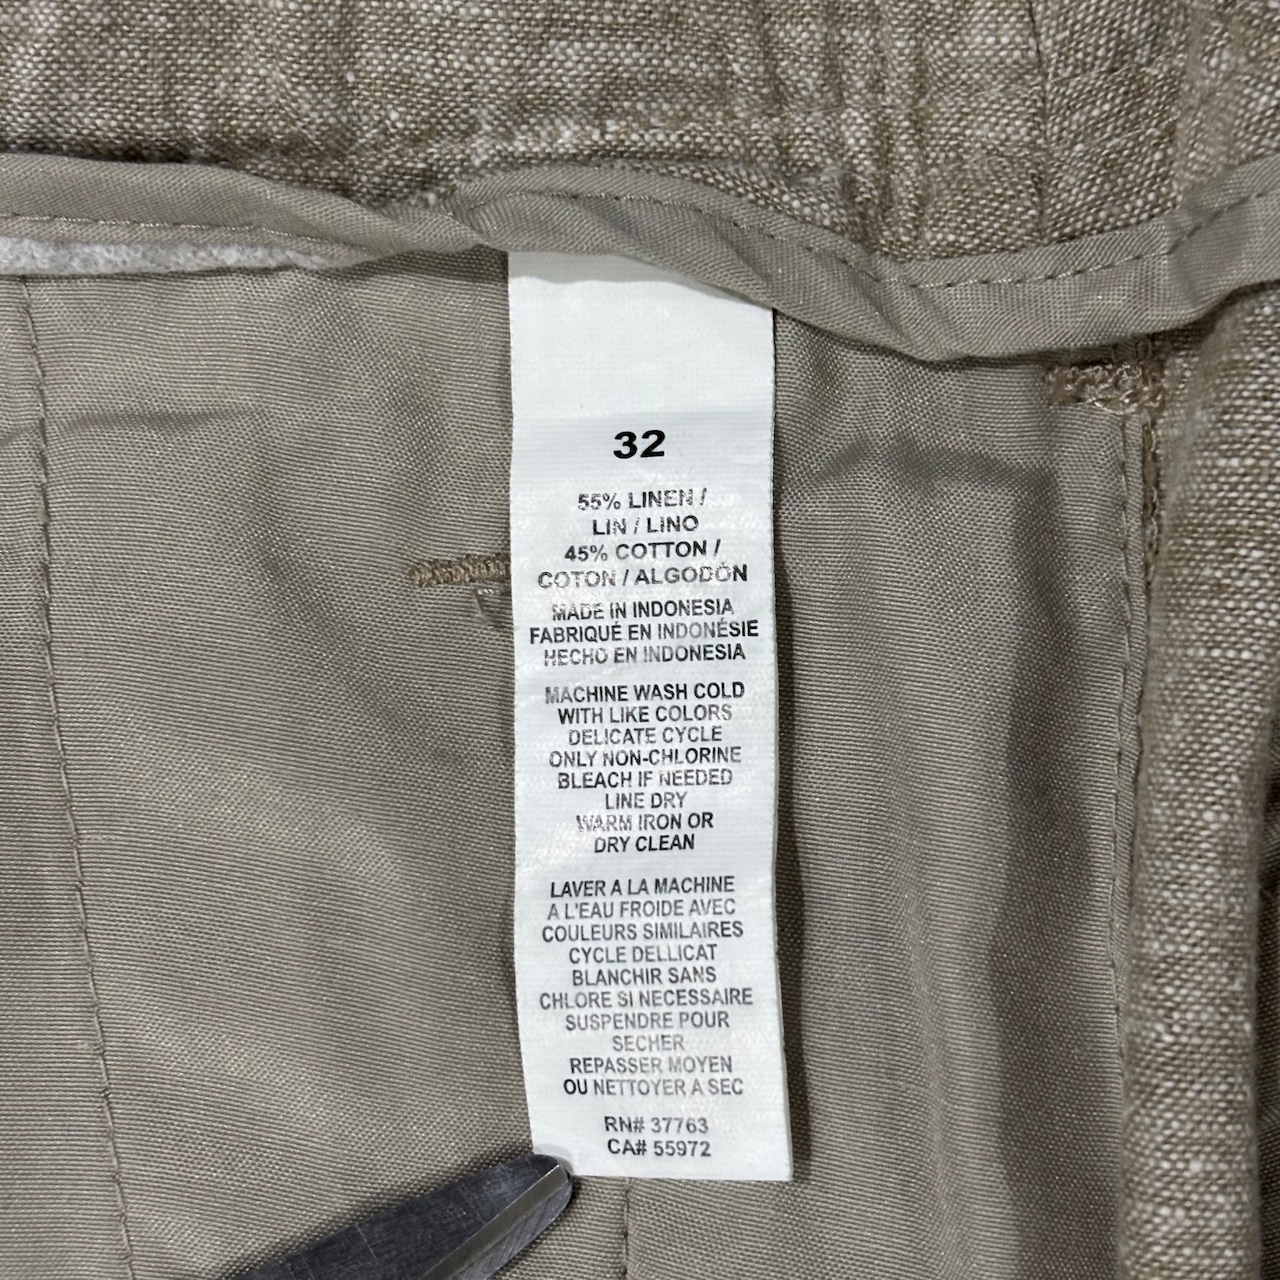 32
55% LINEN /
LIN / LINO
45% COTTON /
COTON / ALGODÓN
MADE IN INDONESIA
FABRIQUÉ EN INDONÉSIE
HECHO EN INDONESIA
MACHINE WASH COLD
WITH LIKE COLORS
DELICATE CYCLE
ONLY NON-CHLORINE
BLEACH IF NEEDED
LINE DRY
WARM IRON OR
DRY CLEAN
LAVER A LA MACHINE
A L'EAU FROIDE AVEC
COULEURS SIMILAIRES
CYCLE DELLICAT
BLANCHIR SANS
CHLORE SI NECESSAIRE
SUSPENDRE POUR
SECHER
REPASSER MOYEN
OU NETTOYER A SEC
RN# 37763
CA# 55972